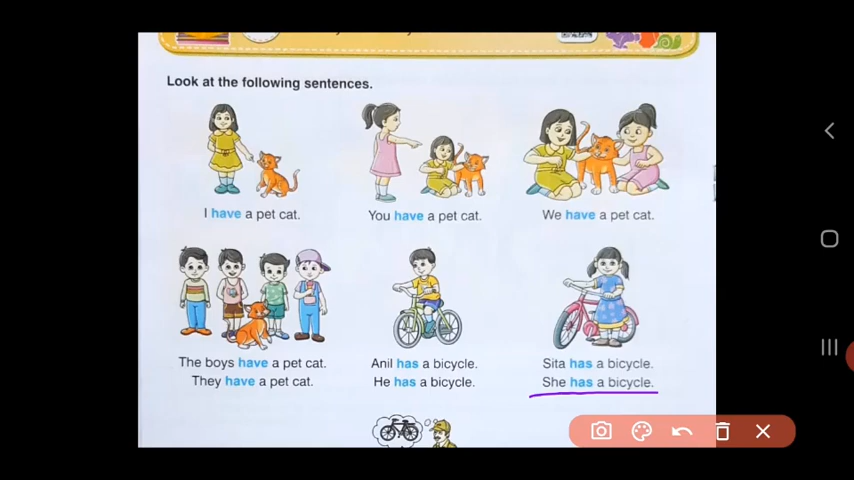 Look at the following sentences.
I have a pet cat.
You have a pet cat.
We have a pet cat.
The boys have a pet cat.
They have a pet cat.
Anil has a bicycle.
He has a bicycle.
Sita has a bicycle.
She has a bicycle.